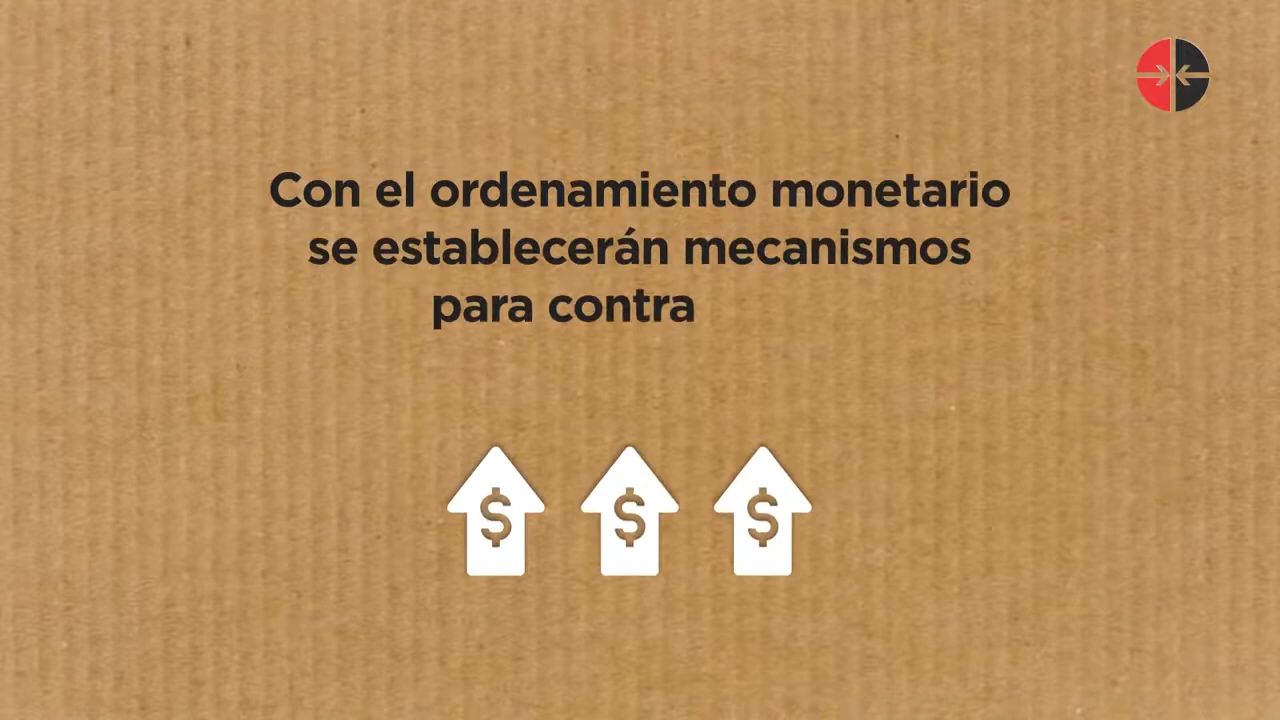 Con el ordenamiento monetario
se establecerán mecanismos
para contra
$ $ $